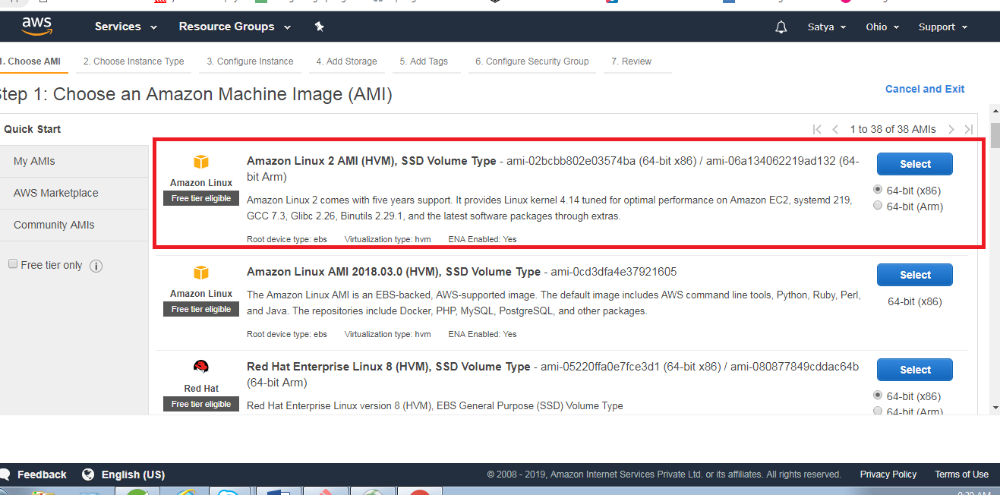 aws
Services
Resource Groups
Satya
Ohio
Support
1. Choose AMI
2. Choose Instance Type
3. Configure Instance
4. Add Storage
5. Add Tags
6. Configure Security Group
7. Review
Step 1: Choose an Amazon Machine Image (AMI)
Cancel and Exit
Quick Start
1 to 38 of 38 AMIs
My AMIs
AWS Marketplace
Community AMIs
Free tier only
Amazon Linux
Free tier eligible
Amazon Linux 2 AMI (HVM), SSD Volume Type - ami-02bcbb802e03574ba (64-bit x86) / ami-06a134062219ad132 (64-
bit Arm)
Amazon Linux 2 comes with five years support. It provides Linux kernel 4.14 tuned for optimal performance on Amazon EC2, systemd 219,
GCC 7.3, Glibc 2.26, Binutils 2.29.1, and the latest software packages through extras.
Root device type: ebs Virtualization type: hvm ENA Enabled: Yes
Select
64-bit (x86)
64-bit (Arm)
Amazon Linux
Free tier eligible
Amazon Linux AMI 2018.03.0 (HVM), SSD Volume Type - ami-0cd3dfa4e37921605
The Amazon Linux AMI is an EBS-backed, AWS-supported image. The default image includes AWS command line tools, Python, Ruby, Perl,
and Java. The repositories include Docker, PHP, MySQL, PostgreSQL, and other packages.
Root device type: ebs Virtualization type: hvm ENA Enabled: Yes
Select
64-bit (x86)
Red Hat
Free tier eligible
Red Hat Enterprise Linux 8 (HVM), SSD Volume Type - ami-05220ffa0e7fce3d1 (64-bit x86) / ami-080877849cddac64b
(64-bit Arm)
Red Hat Enterprise Linux version 8 (HVM), EBS General Purpose (SSD) Volume Type
Select
64-bit (x86)
64-bit (Arm)
Feedback
English (US)
© 2008 - 2019, Amazon Internet Services Private Ltd. or its affiliates. All rights reserved.
Privacy Policy
Terms of Use